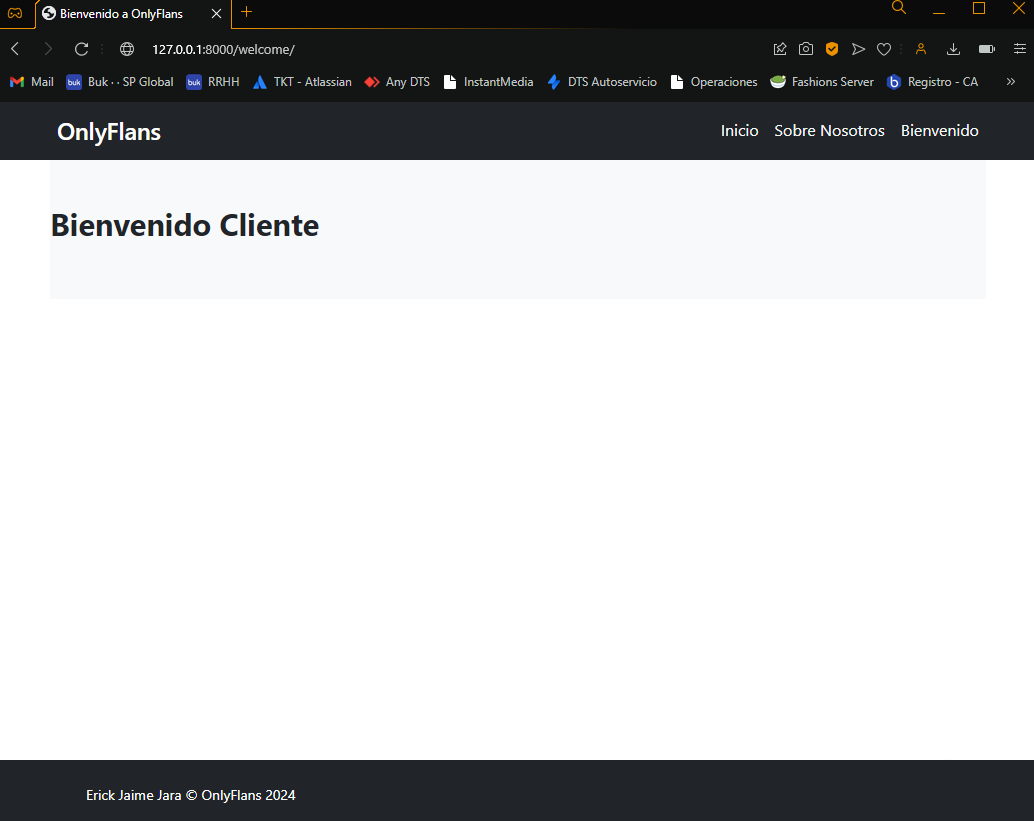 Bienvenido a OnlyFlans
127.0.0.1:8000/welcome/
Mail buk Buk · · SP Global buk RRHH TKT - Atlassian Any DTS InstantMedia DTS Autoservicio Operaciones Fashions Server b Registro - CA »
OnlyFlans Inicio Sobre Nosotros Bienvenido
Bienvenido Cliente
Erick Jaime Jara © OnlyFlans 2024